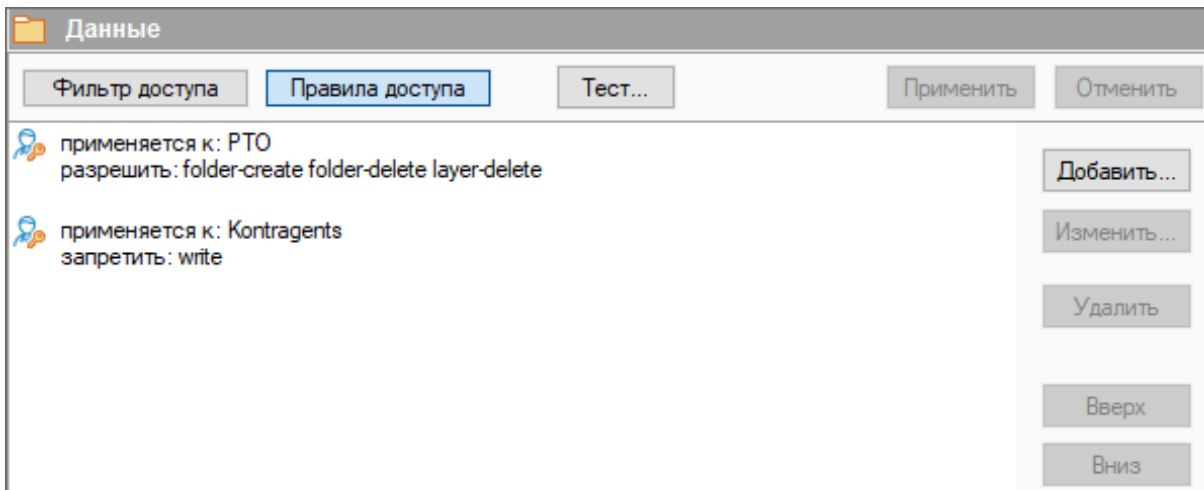 Данные
Фильтр доступа Правила доступа Тест... Применить Отменить
применяется к: PTO
разрешить: folder-create folder-delete layer-delete
Добавить...
применяется к: Kontragents
запретить: write
Изменить...
Удалить
Вверх
Вниз